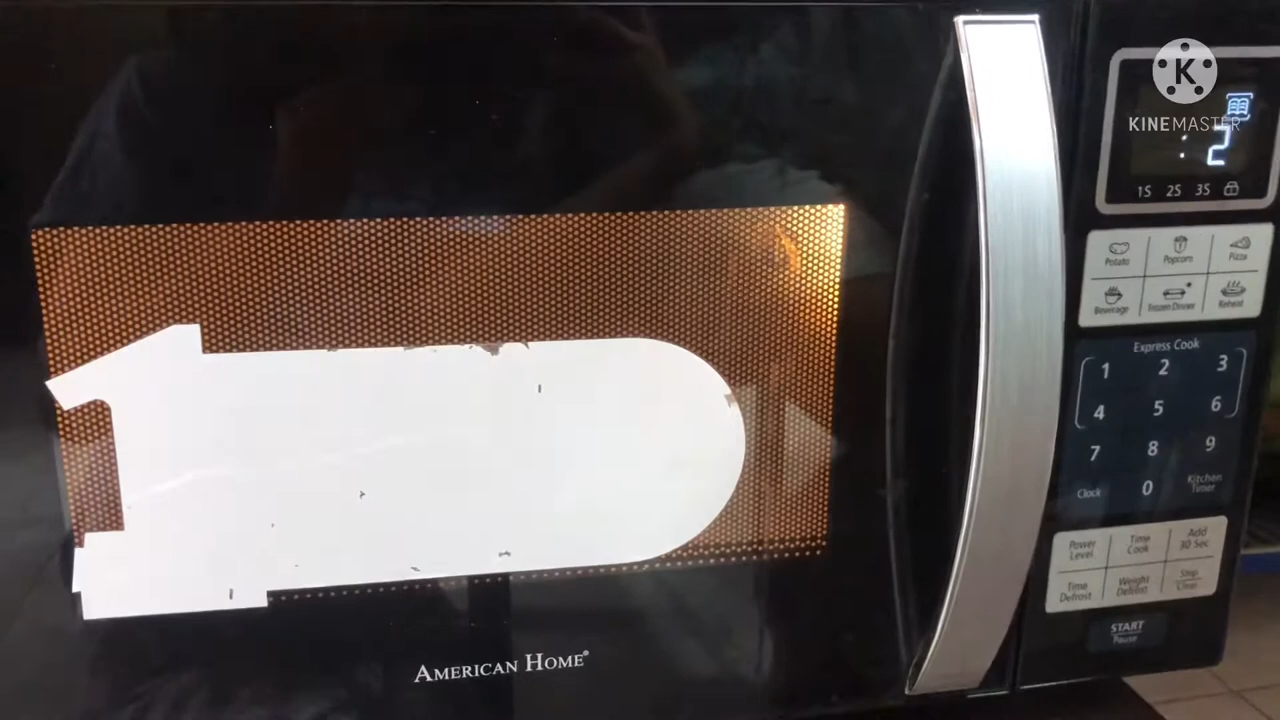 KINEMASTER
: 2
1S 2S 3S
Potato Popcorn Pizza
Beverage Frozen Dinner Reheat
Express Cook
1 2 3
4 5 6
7 8 9
Clock 0 Kitchen Timer
Power Level Time Cook Add 30 Sec
Time Defrost Weight Defrost Stop Clear
START
Pause
AMERICAN HOME®